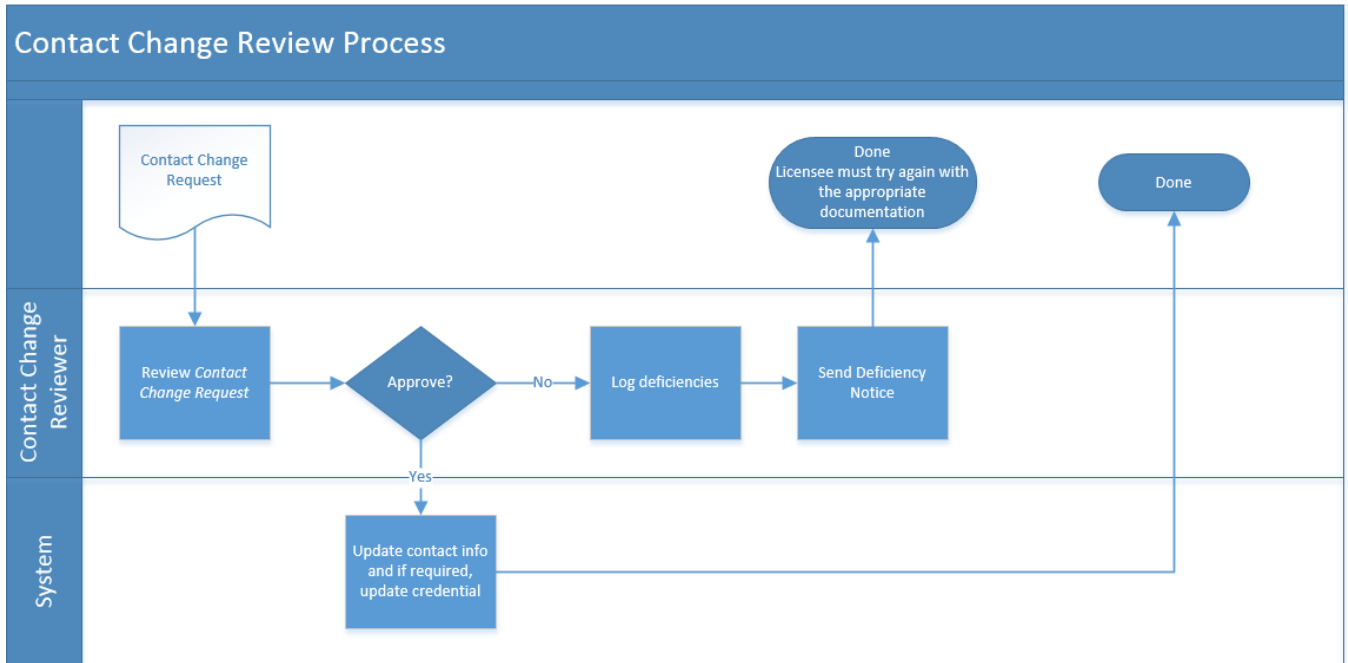 Contact Change Review Process
Contact Change
Request
Done
Licensee must try again with
the appropriate
documentation
Done
Contact Change
Reviewer
Review Contact
Change Request
Approve?
No
Log deficiencies
Send Deficiency
Notice
Yes
System
Update contact info
and if required,
update credential